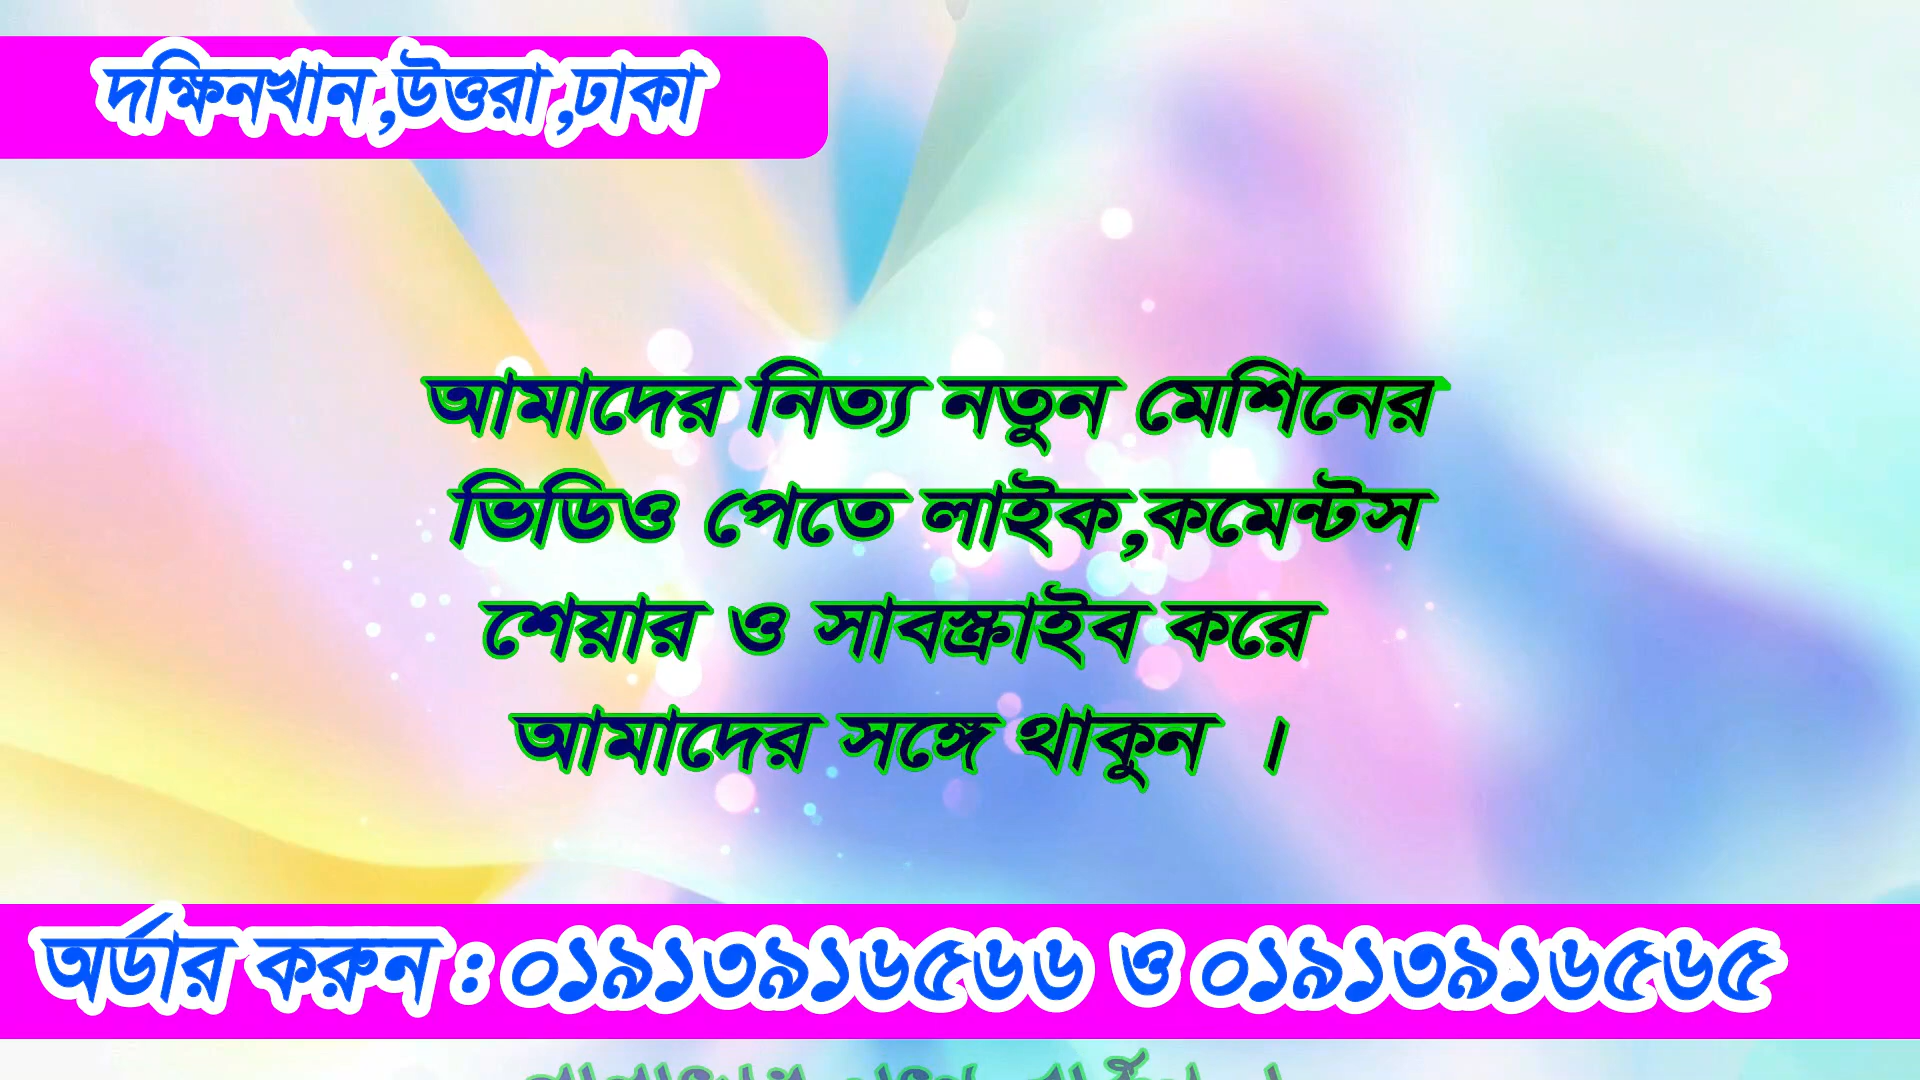 দক্ষিনখান,উত্তরা,ঢাকা
আমাদের নিত্য নতুন মেশিনের
ভিডিও পেতে লাইক,কমেন্টস
শেয়ার ও সাবস্ক্রাইব করে
আমাদের সঙ্গে থাকুন ।
অর্ডার করুন : ০১৯১৩৯১৬৫৬৬ ও ০১৯১৩৯১৬৫৬৫